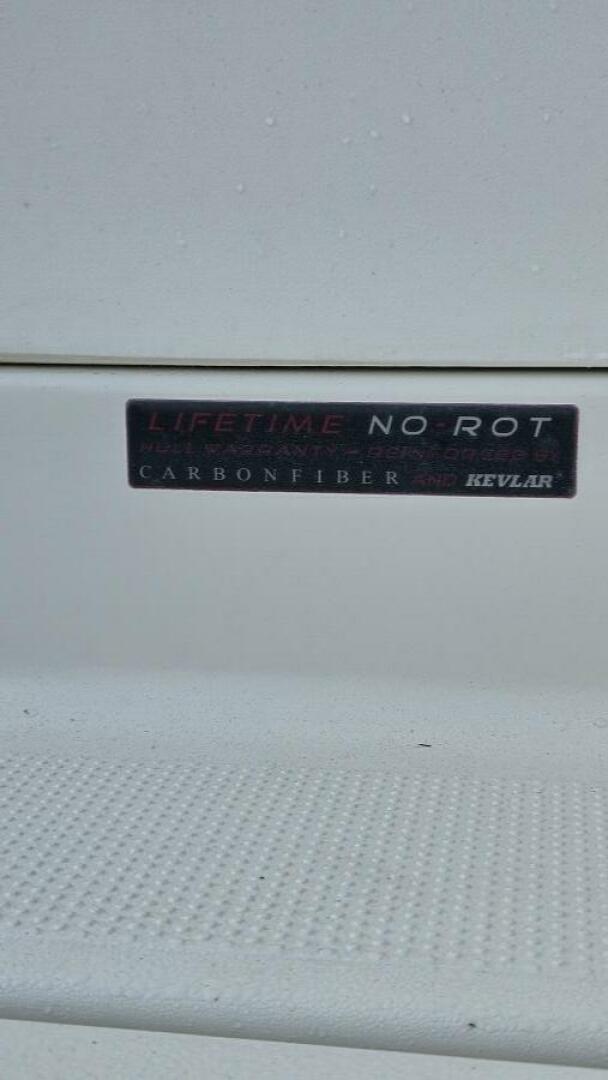 LIFETIME NO-ROT
HULL WARRANTY - REINFORCED BY
CARBONFIBER AND KEVLAR®